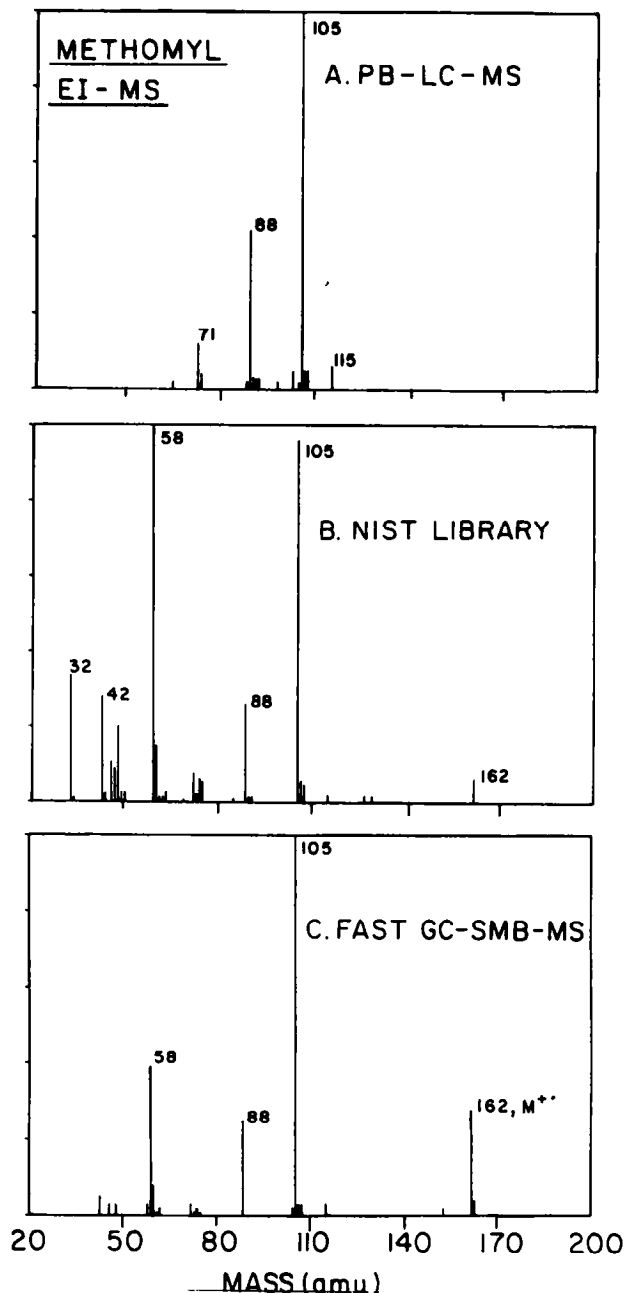 METHOMYL
EI-MS
105
A. PB-LC-MS
88
71
115
58
105
B. NIST LIBRARY
32
42
88
162
105
C. FAST GC-SMB-MS
58
88
162, M+·
20 50 80 110 140 170 200
MASS (amu)